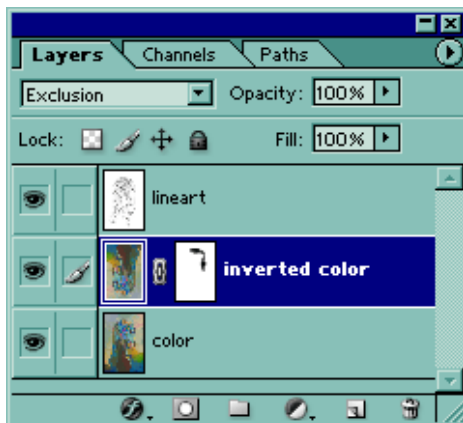 Layers Channels Paths
Exclusion Opacity: 100%
Lock: Fill: 100%
lineart
inverted color
color